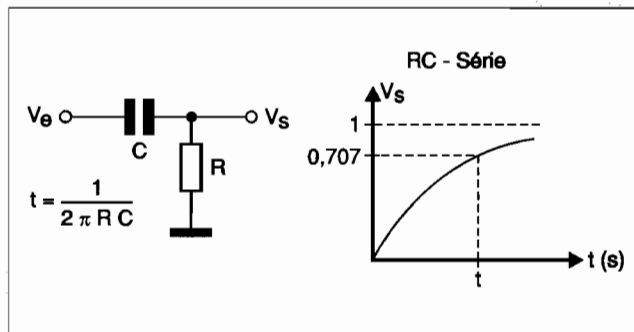 RC - Série
Ve
Vs
C
R
t = 1 / 2 π R C
Vs
1
0,707
t
t (s)